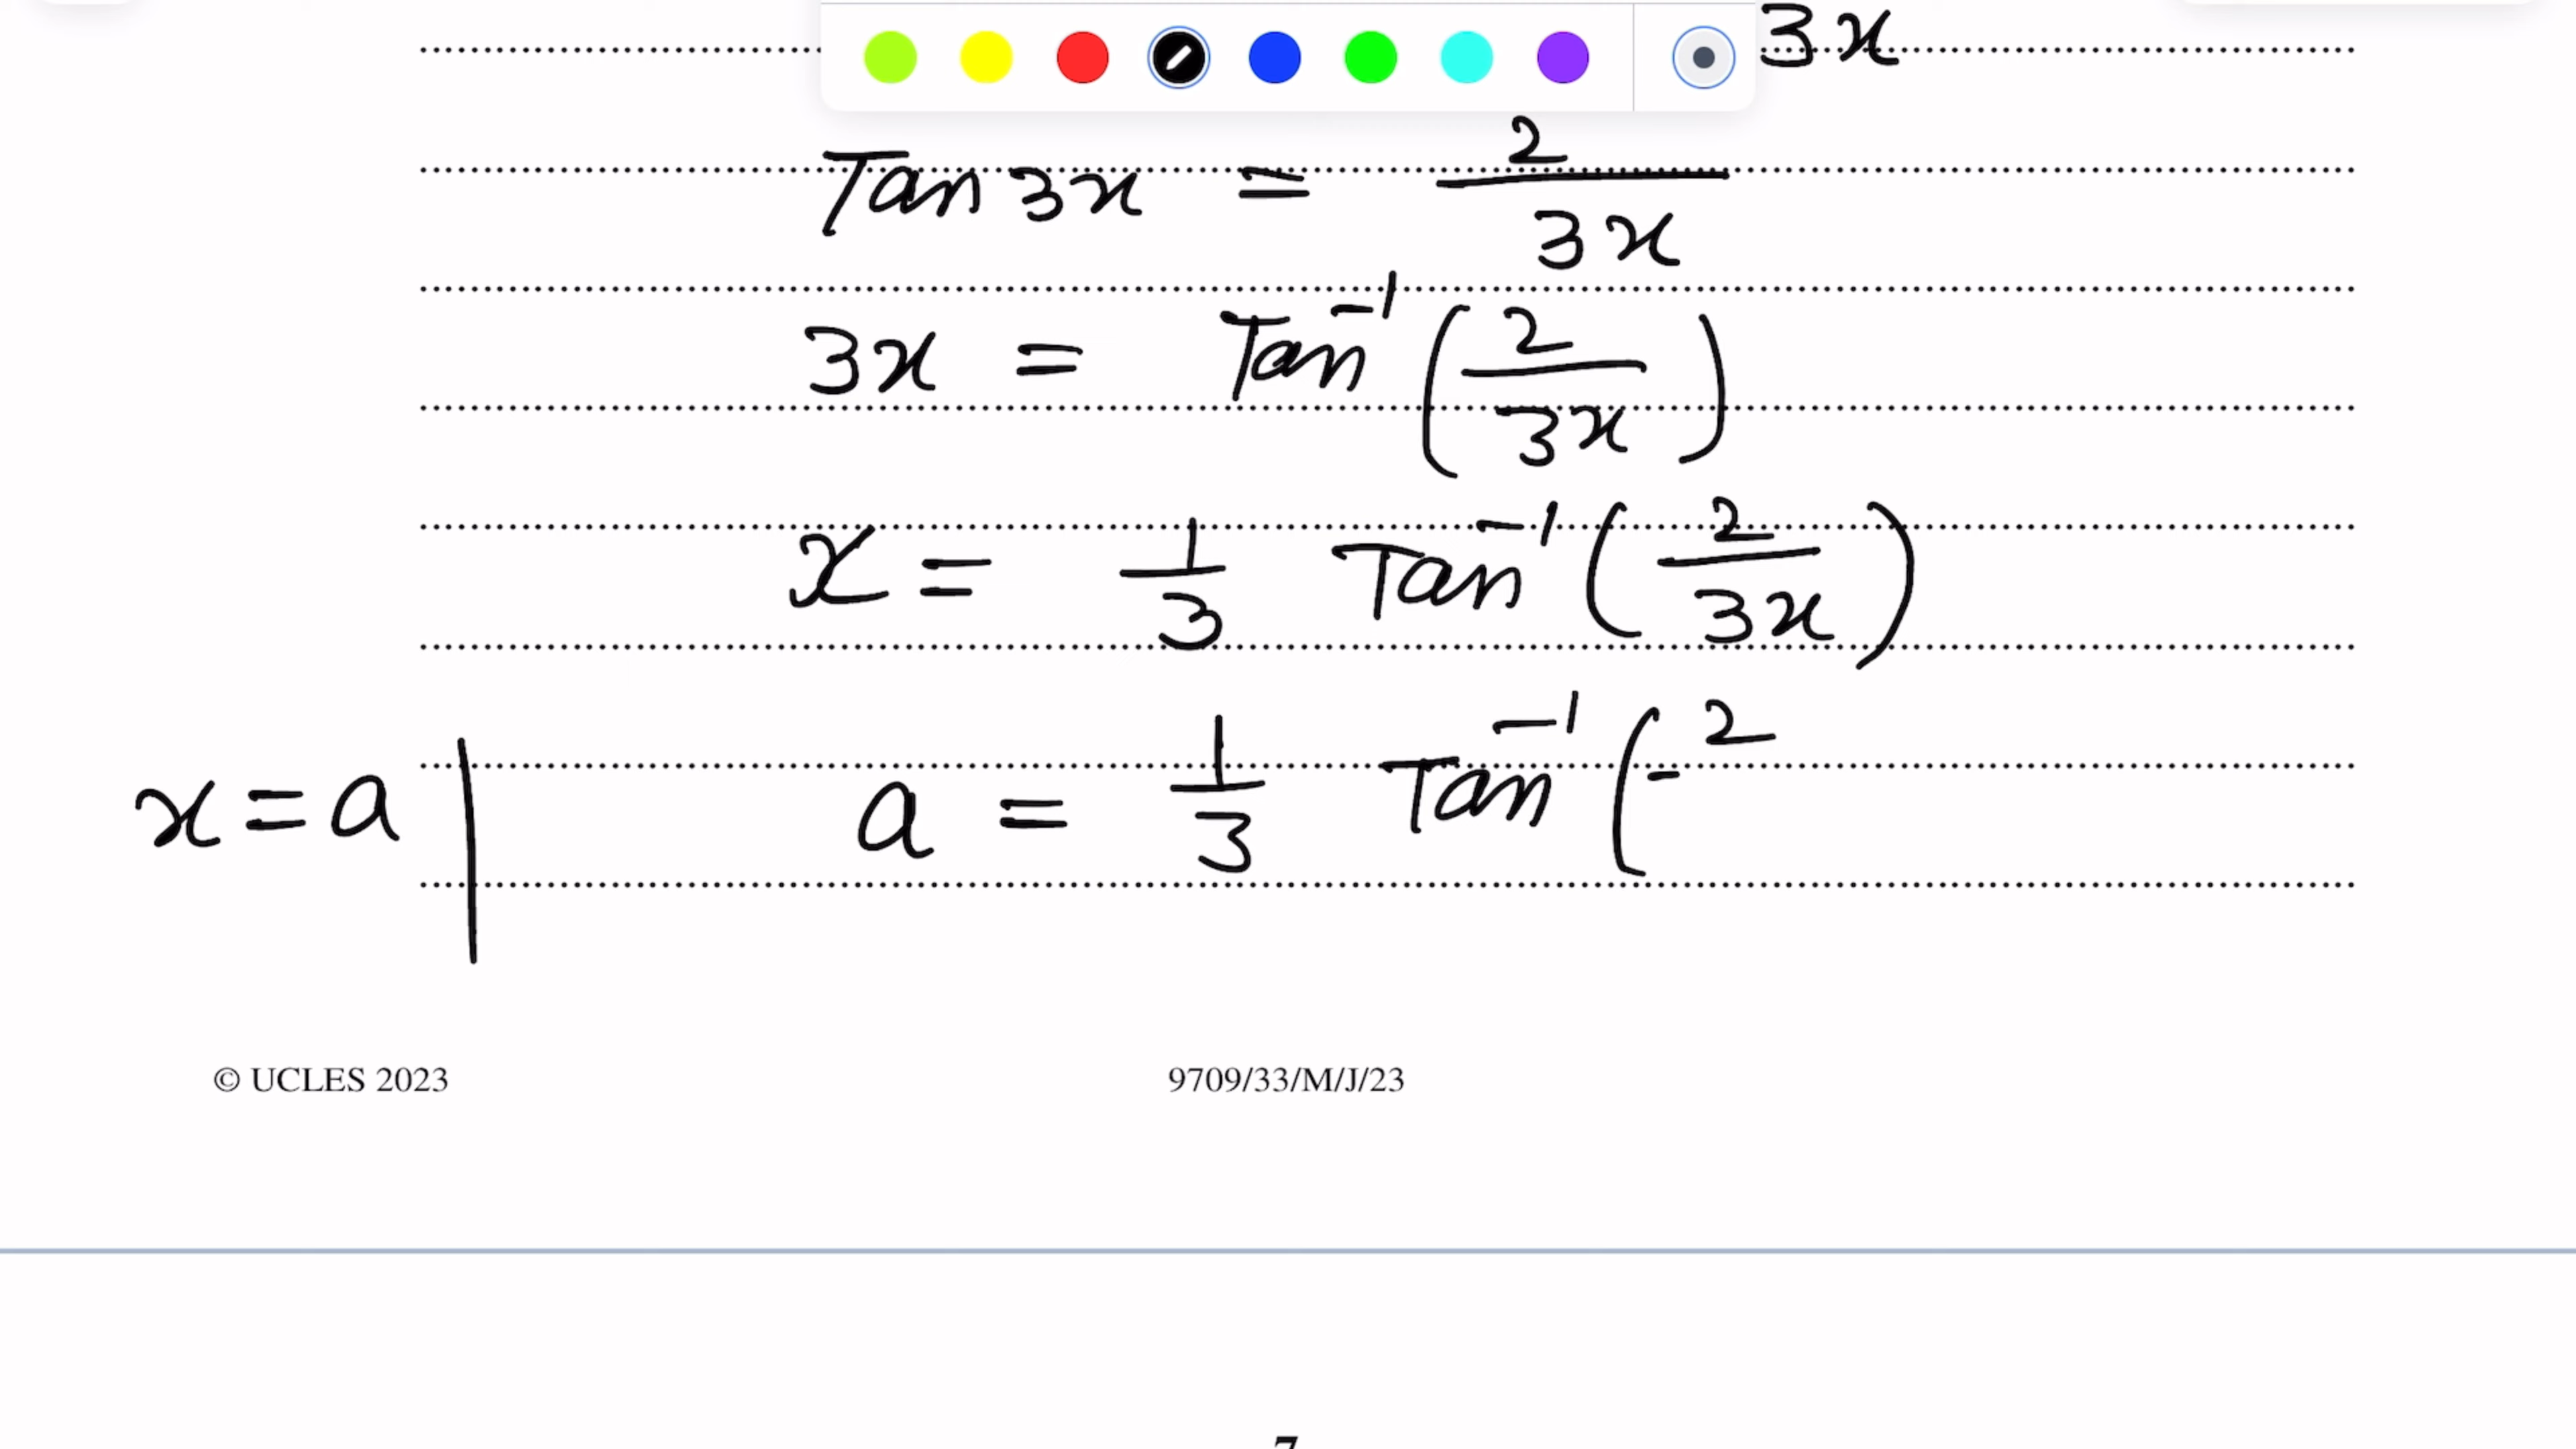 3x
Tan 3x = 2/3x
3x = Tan⁻¹(2/3x)
x = 1/3 Tan⁻¹(2/3x)
x = a | a = 1/3 Tan⁻¹(- 2
© UCLES 2023 9709/33/M/J/23